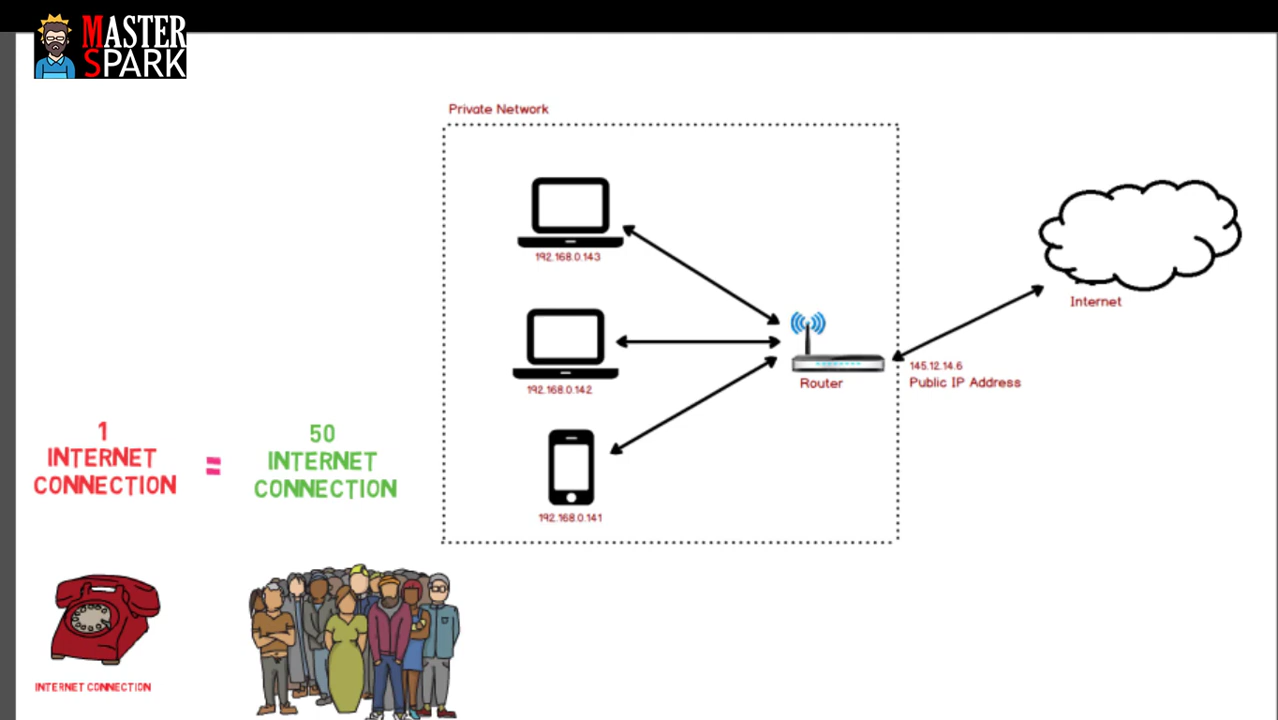 MASTER
SPARK
Private Network
192.168.0.143
192.168.0.142
192.168.0.141
Router
145.12.14.6
Public IP Address
Internet
1
INTERNET
CONNECTION
=
50
INTERNET
CONNECTION
INTERNET CONNECTION